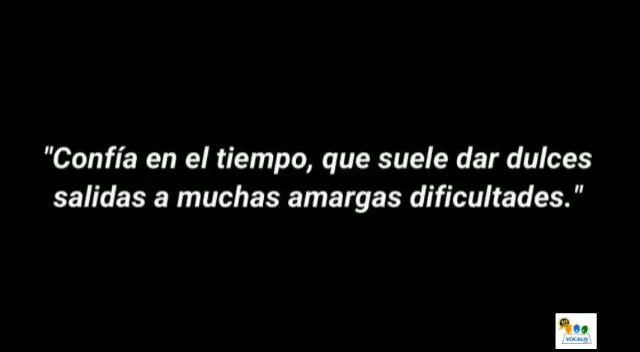 "Confía en el tiempo, que suele dar dulces
salidas a muchas amargas dificultades."
VOCALIS